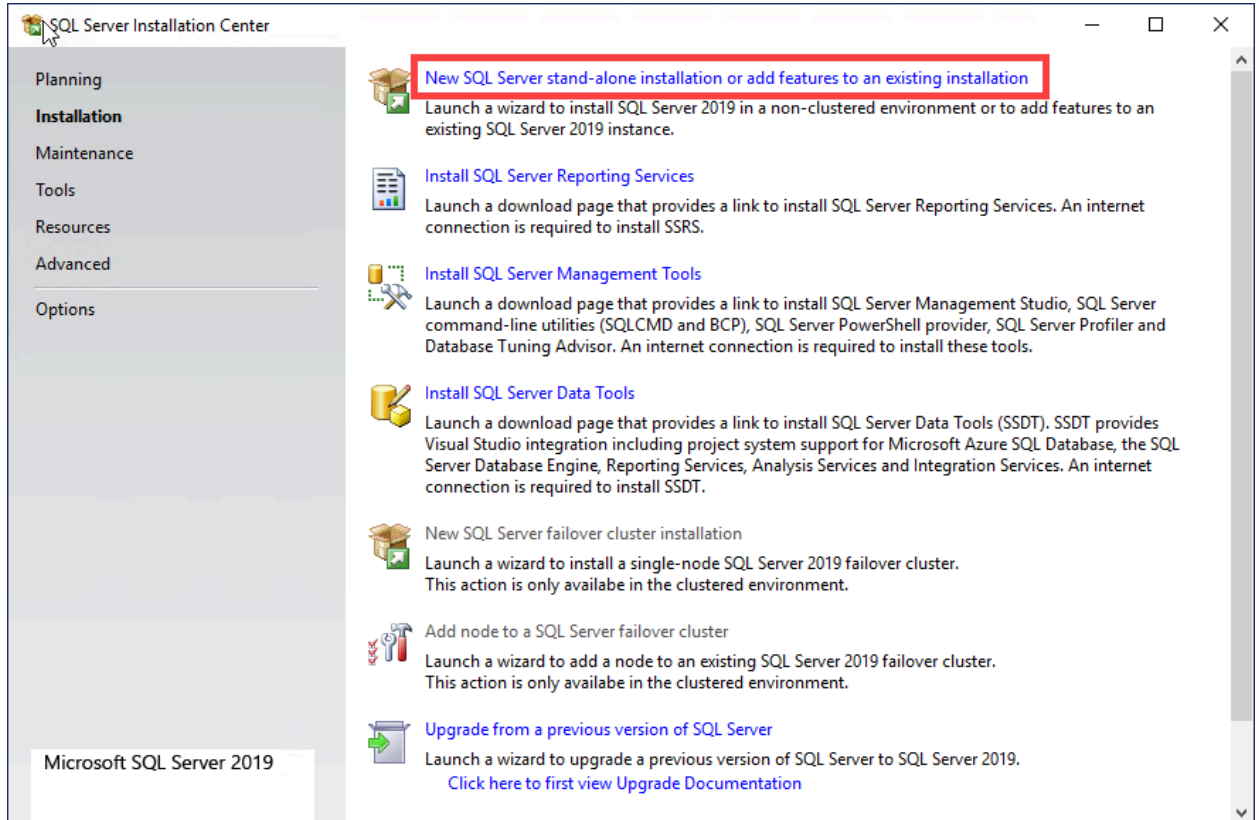 SQL Server Installation Center
Planning
Installation
Maintenance
Tools
Resources
Advanced
Options
Microsoft SQL Server 2019
New SQL Server stand-alone installation or add features to an existing installation
Launch a wizard to install SQL Server 2019 in a non-clustered environment or to add features to an
existing SQL Server 2019 instance.
Install SQL Server Reporting Services
Launch a download page that provides a link to install SQL Server Reporting Services. An internet
connection is required to install SSRS.
Install SQL Server Management Tools
Launch a download page that provides a link to install SQL Server Management Studio, SQL Server
command-line utilities (SQLCMD and BCP), SQL Server PowerShell provider, SQL Server Profiler and
Database Tuning Advisor. An internet connection is required to install these tools.
Install SQL Server Data Tools
Launch a download page that provides a link to install SQL Server Data Tools (SSDT). SSDT provides
Visual Studio integration including project system support for Microsoft Azure SQL Database, the SQL
Server Database Engine, Reporting Services, Analysis Services and Integration Services. An internet
connection is required to install SSDT.
New SQL Server failover cluster installation
Launch a wizard to install a single-node SQL Server 2019 failover cluster.
This action is only availabe in the clustered environment.
Add node to a SQL Server failover cluster
Launch a wizard to add a node to an existing SQL Server 2019 failover cluster.
This action is only availabe in the clustered environment.
Upgrade from a previous version of SQL Server
Launch a wizard to upgrade a previous version of SQL Server to SQL Server 2019.
Click here to first view Upgrade Documentation